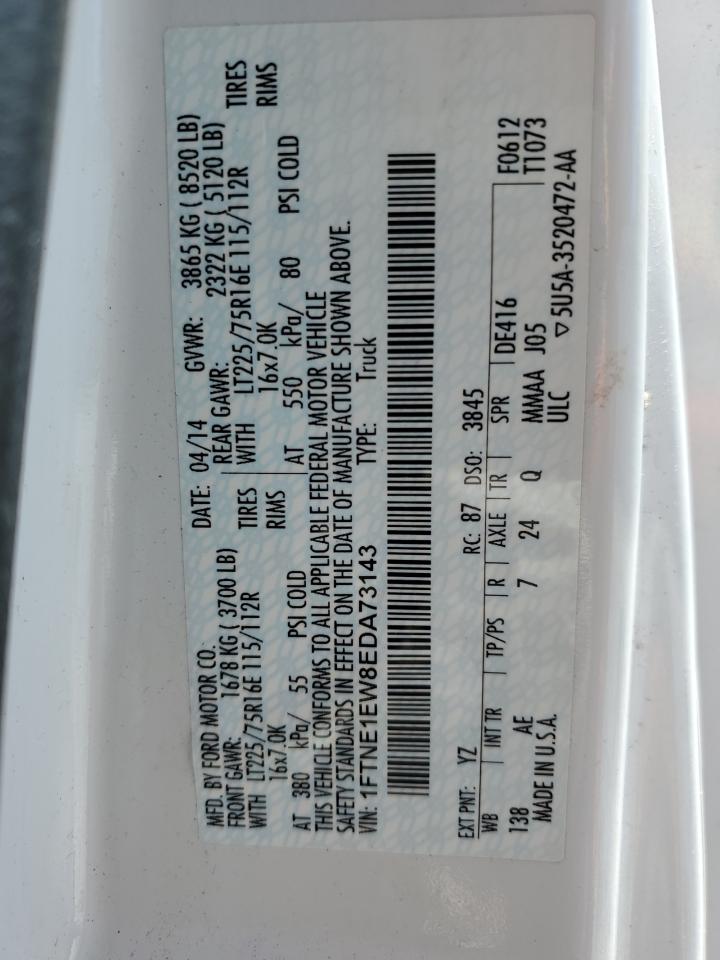 MFD. BY FORD MOTOR CO. DATE: 04/14 GVWR: 3865 KG ( 8520 LB)
FRONT GAWR: 1678 KG ( 3700 LB) REAR GAWR: 2322 KG ( 5120 LB)
WITH LT225/75R16E 115/112R TIRES WITH LT225/75R16E 115/112R TIRES
16x7.0K RIMS 16x7.0K RIMS
AT 380 kPa/ 55 PSI COLD AT 550 kPa/ 80 PSI COLD
THIS VEHICLE CONFORMS TO ALL APPLICABLE FEDERAL MOTOR VEHICLE
SAFETY STANDARDS IN EFFECT ON THE DATE OF MANUFACTURE SHOWN ABOVE.
VIN: 1FTNE1EW8EDA73143 TYPE: Truck
EXT PNT: YZ RC: 87 DSO: 3845 F0612
WB INT TR TP/PS R AXLE TR SPR DE416 T1073
138 AE 7 24 Q MMAA J05
MADE IN U.S.A. ULC ▽5U5A-3520472-AA